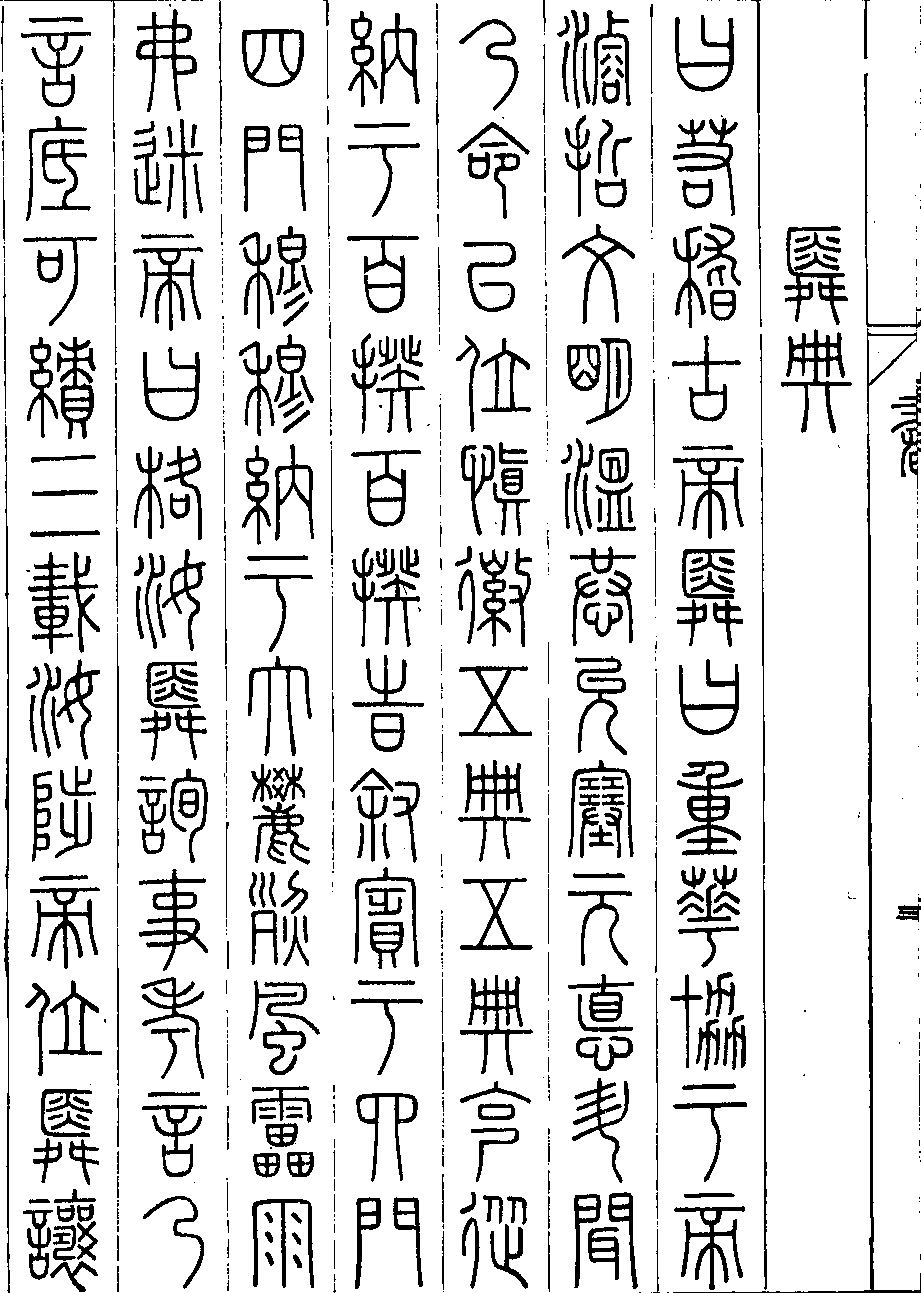 舜典
曰若稽古帝舜曰重華協于帝
濬哲文明溫恭允塞元悳升聞
乃命以位慎徽五典五典克從
納于百揆百揆旹敘賓于四門
四門穆穆納于大麓烈風雷雨
弗迷帝曰格汝舜詢事考言乃
言厎可績三載汝陟帝位舜讓